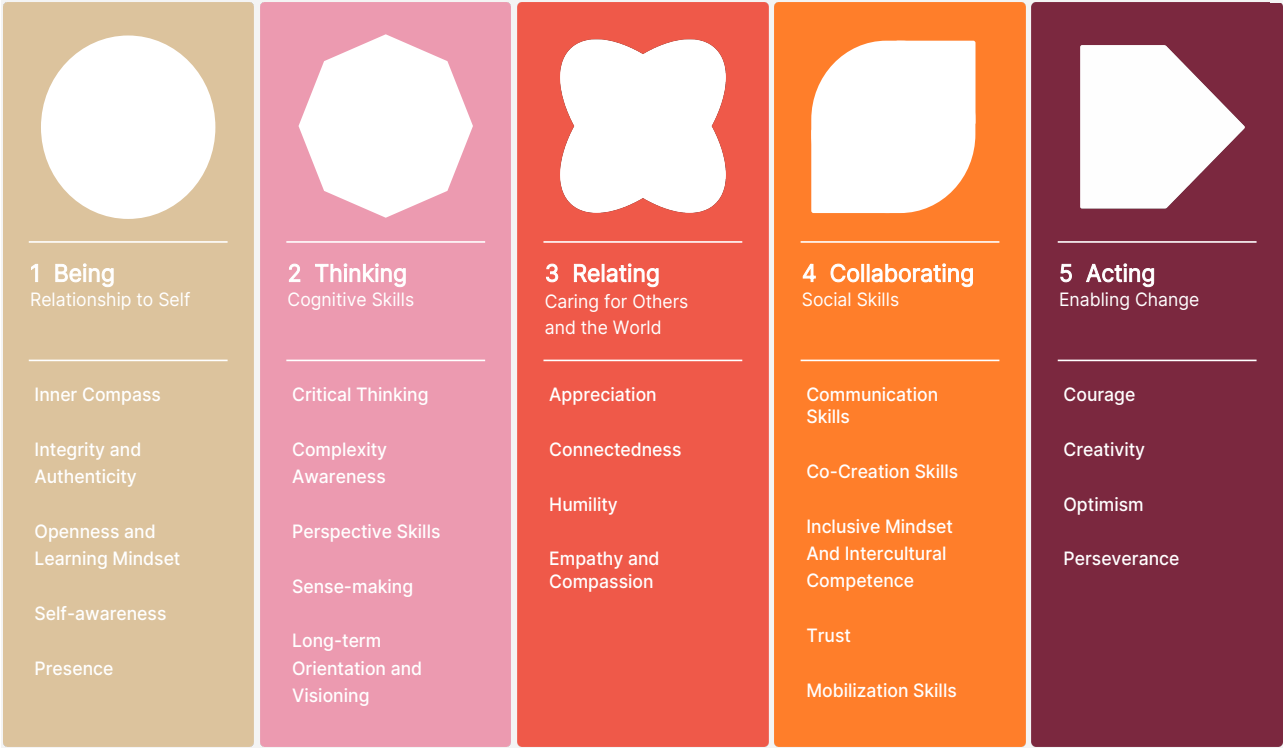 1 Being
Relationship to Self
Inner Compass
Integrity and
Authenticity
Openness and
Learning Mindset
Self-awareness
Presence
2 Thinking
Cognitive Skills
Critical Thinking
Complexity
Awareness
Perspective Skills
Sense-making
Long-term
Orientation and
Visioning
3 Relating
Caring for Others
and the World
Appreciation
Connectedness
Humility
Empathy and
Compassion
4 Collaborating
Social Skills
Communication
Skills
Co-Creation Skills
Inclusive Mindset
And Intercultural
Competence
Trust
Mobilization Skills
5 Acting
Enabling Change
Courage
Creativity
Optimism
Perseverance